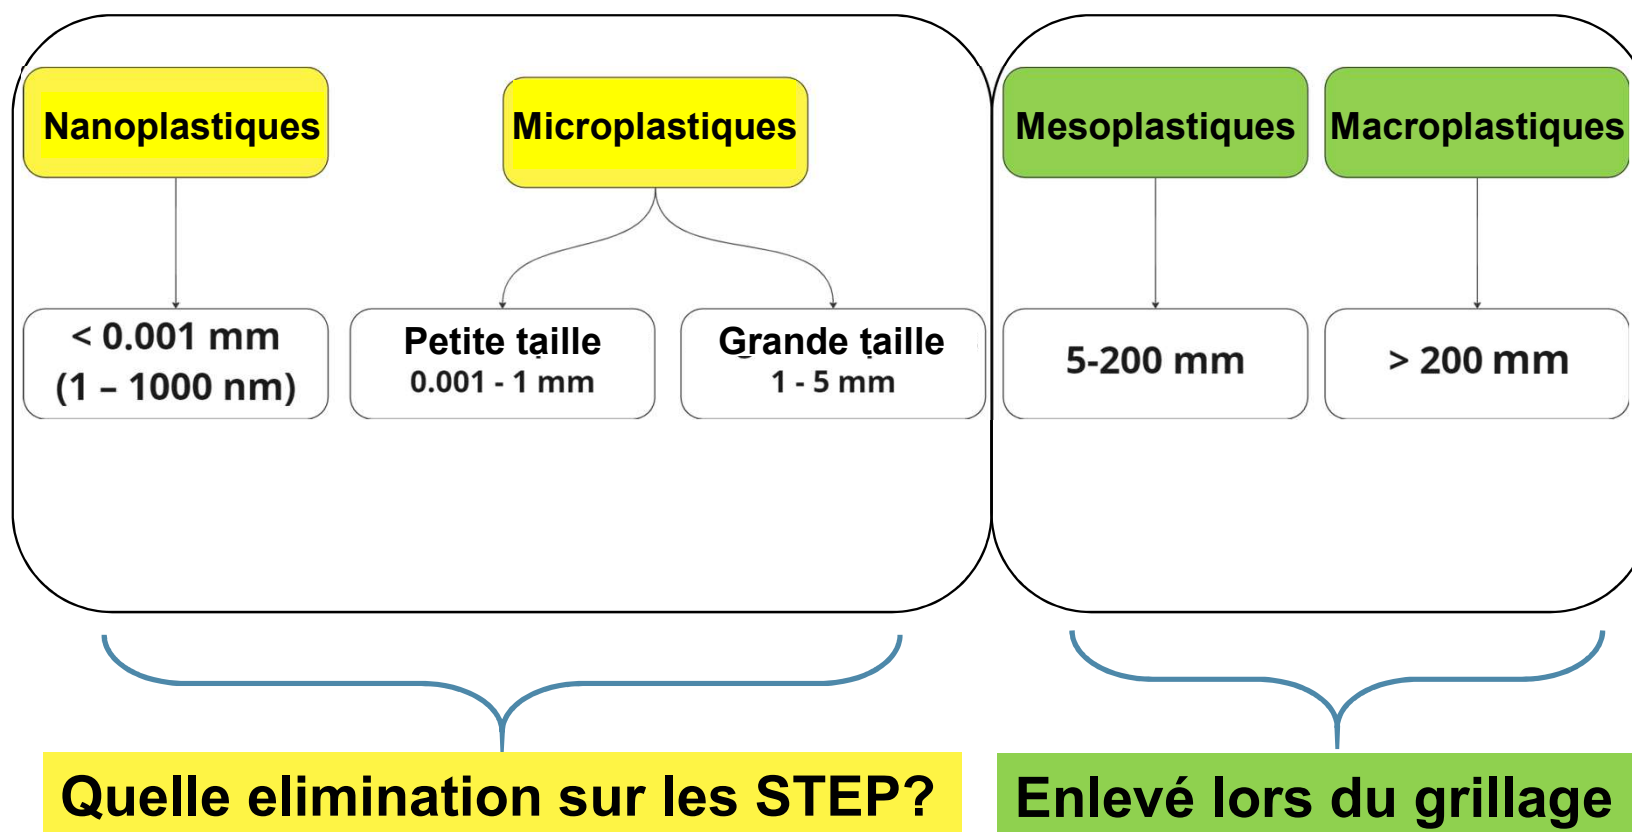 Nanoplastiques
Microplastiques
Mesoplastiques
Macroplastiques
< 0.001 mm
(1 – 1000 nm)
Petite taille
0.001 - 1 mm
Grande taille
1 - 5 mm
5-200 mm
> 200 mm
Quelle elimination sur les STEP?
Enlevé lors du grillage